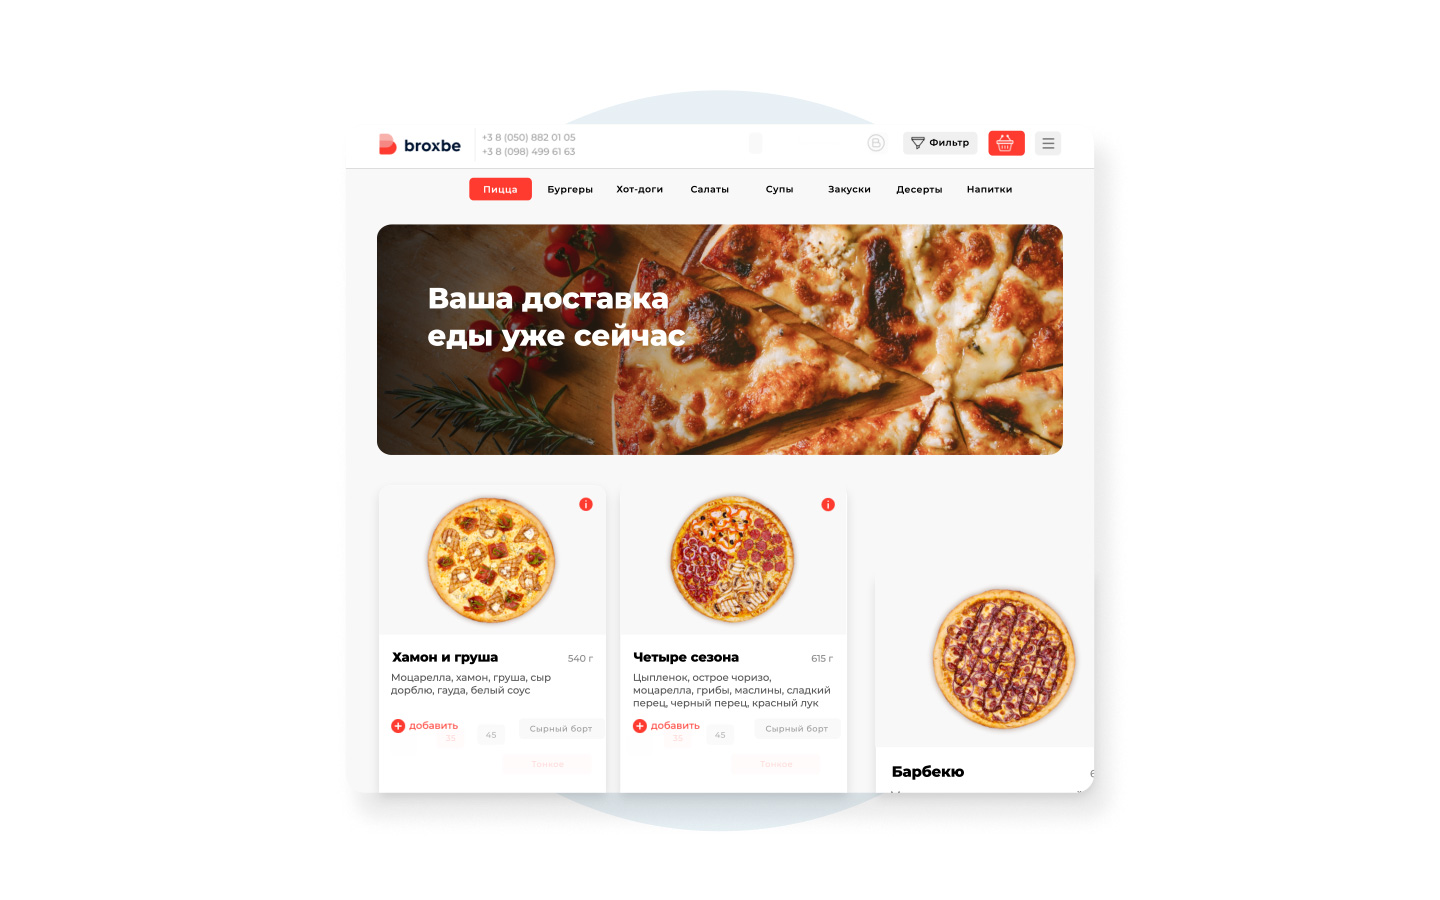 broxbe
+3 8 (050) 882 01 05
+3 8 (098) 499 61 63
Фильтр
Пицца Бургеры Хот-доги Салаты Супы Закуски Десерты Напитки
Ваша доставка
еды уже сейчас
Хамон и груша 540 г
Моцарелла, хамон, груша, сыр
дорблю, гауда, белый соус
добавить
35 45 Сырный борт
Тонкое
Четыре сезона 615 г
Цыпленок, острое чоризо,
моцарелла, грибы, маслины, сладкий
перец, черный перец, красный лук
добавить
35 45 Сырный борт
Тонкое
Барбекю